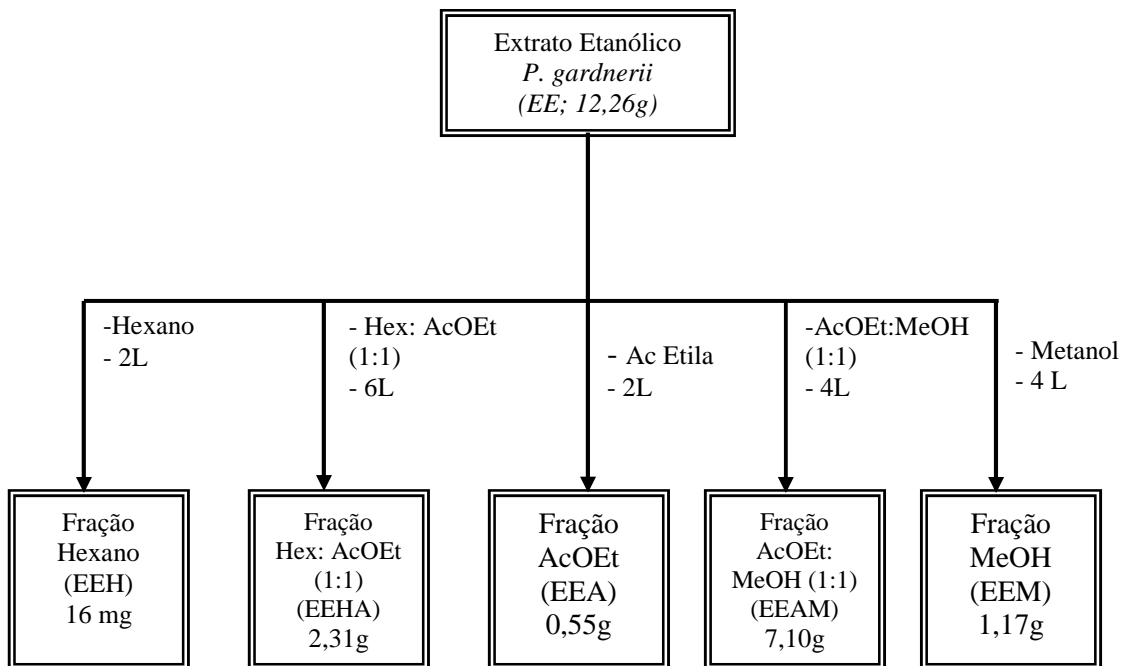 Extrato Etanólico
P. gardnerii
(EE; 12,26g)
-Hexano
- 2L
- Hex: AcOEt
(1:1)
- 6L
- Ac Etila
- 2L
-AcOEt:MeOH
(1:1)
- 4L
- Metanol
- 4 L
Fração
Hexano
(EEH)
16 mg
Fração
Hex: AcOEt
(1:1)
(EEHA)
2,31g
Fração
AcOEt
(EEA)
0,55g
Fração
AcOEt:
MeOH (1:1)
(EEAM)
7,10g
Fração
MeOH
(EEM)
1,17g